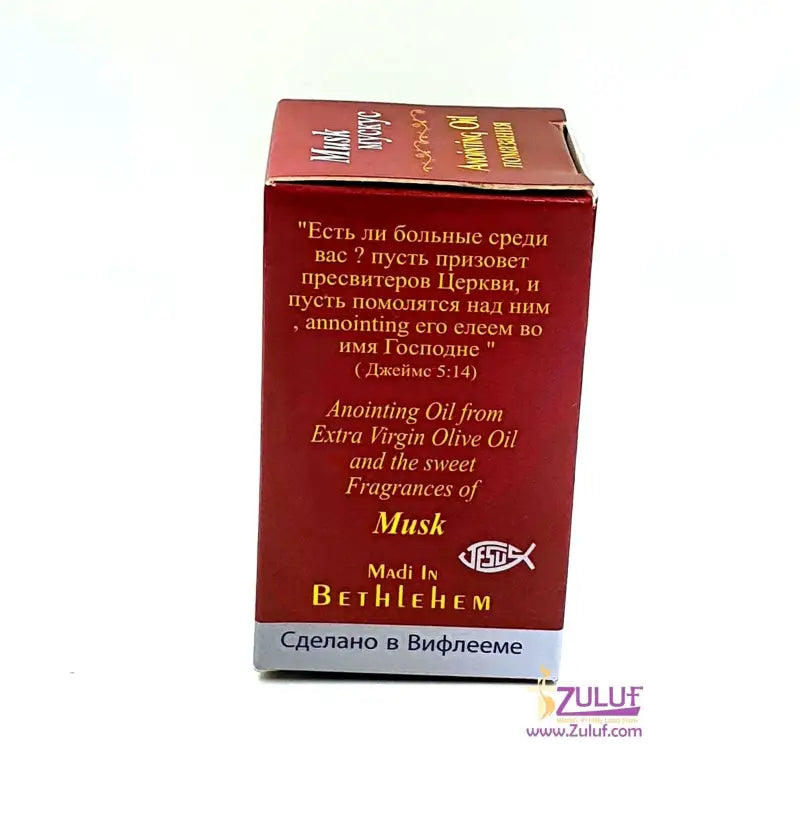 Musk
мускус
Anointing Oil
помазания
"Есть ли больные среди
вас ? пусть призовет
пресвитеров Церкви, и
пусть помолятся над ним
, annointing его елеем во
имя Господне "
( Джеймс 5:14)
Anointing Oil from
Extra Virgin Olive Oil
and the sweet
Fragrances of
Musk
JESUS
Madi In
Bethlehem
Сделано в Вифлееме
ZULUF
www.Zuluf.com